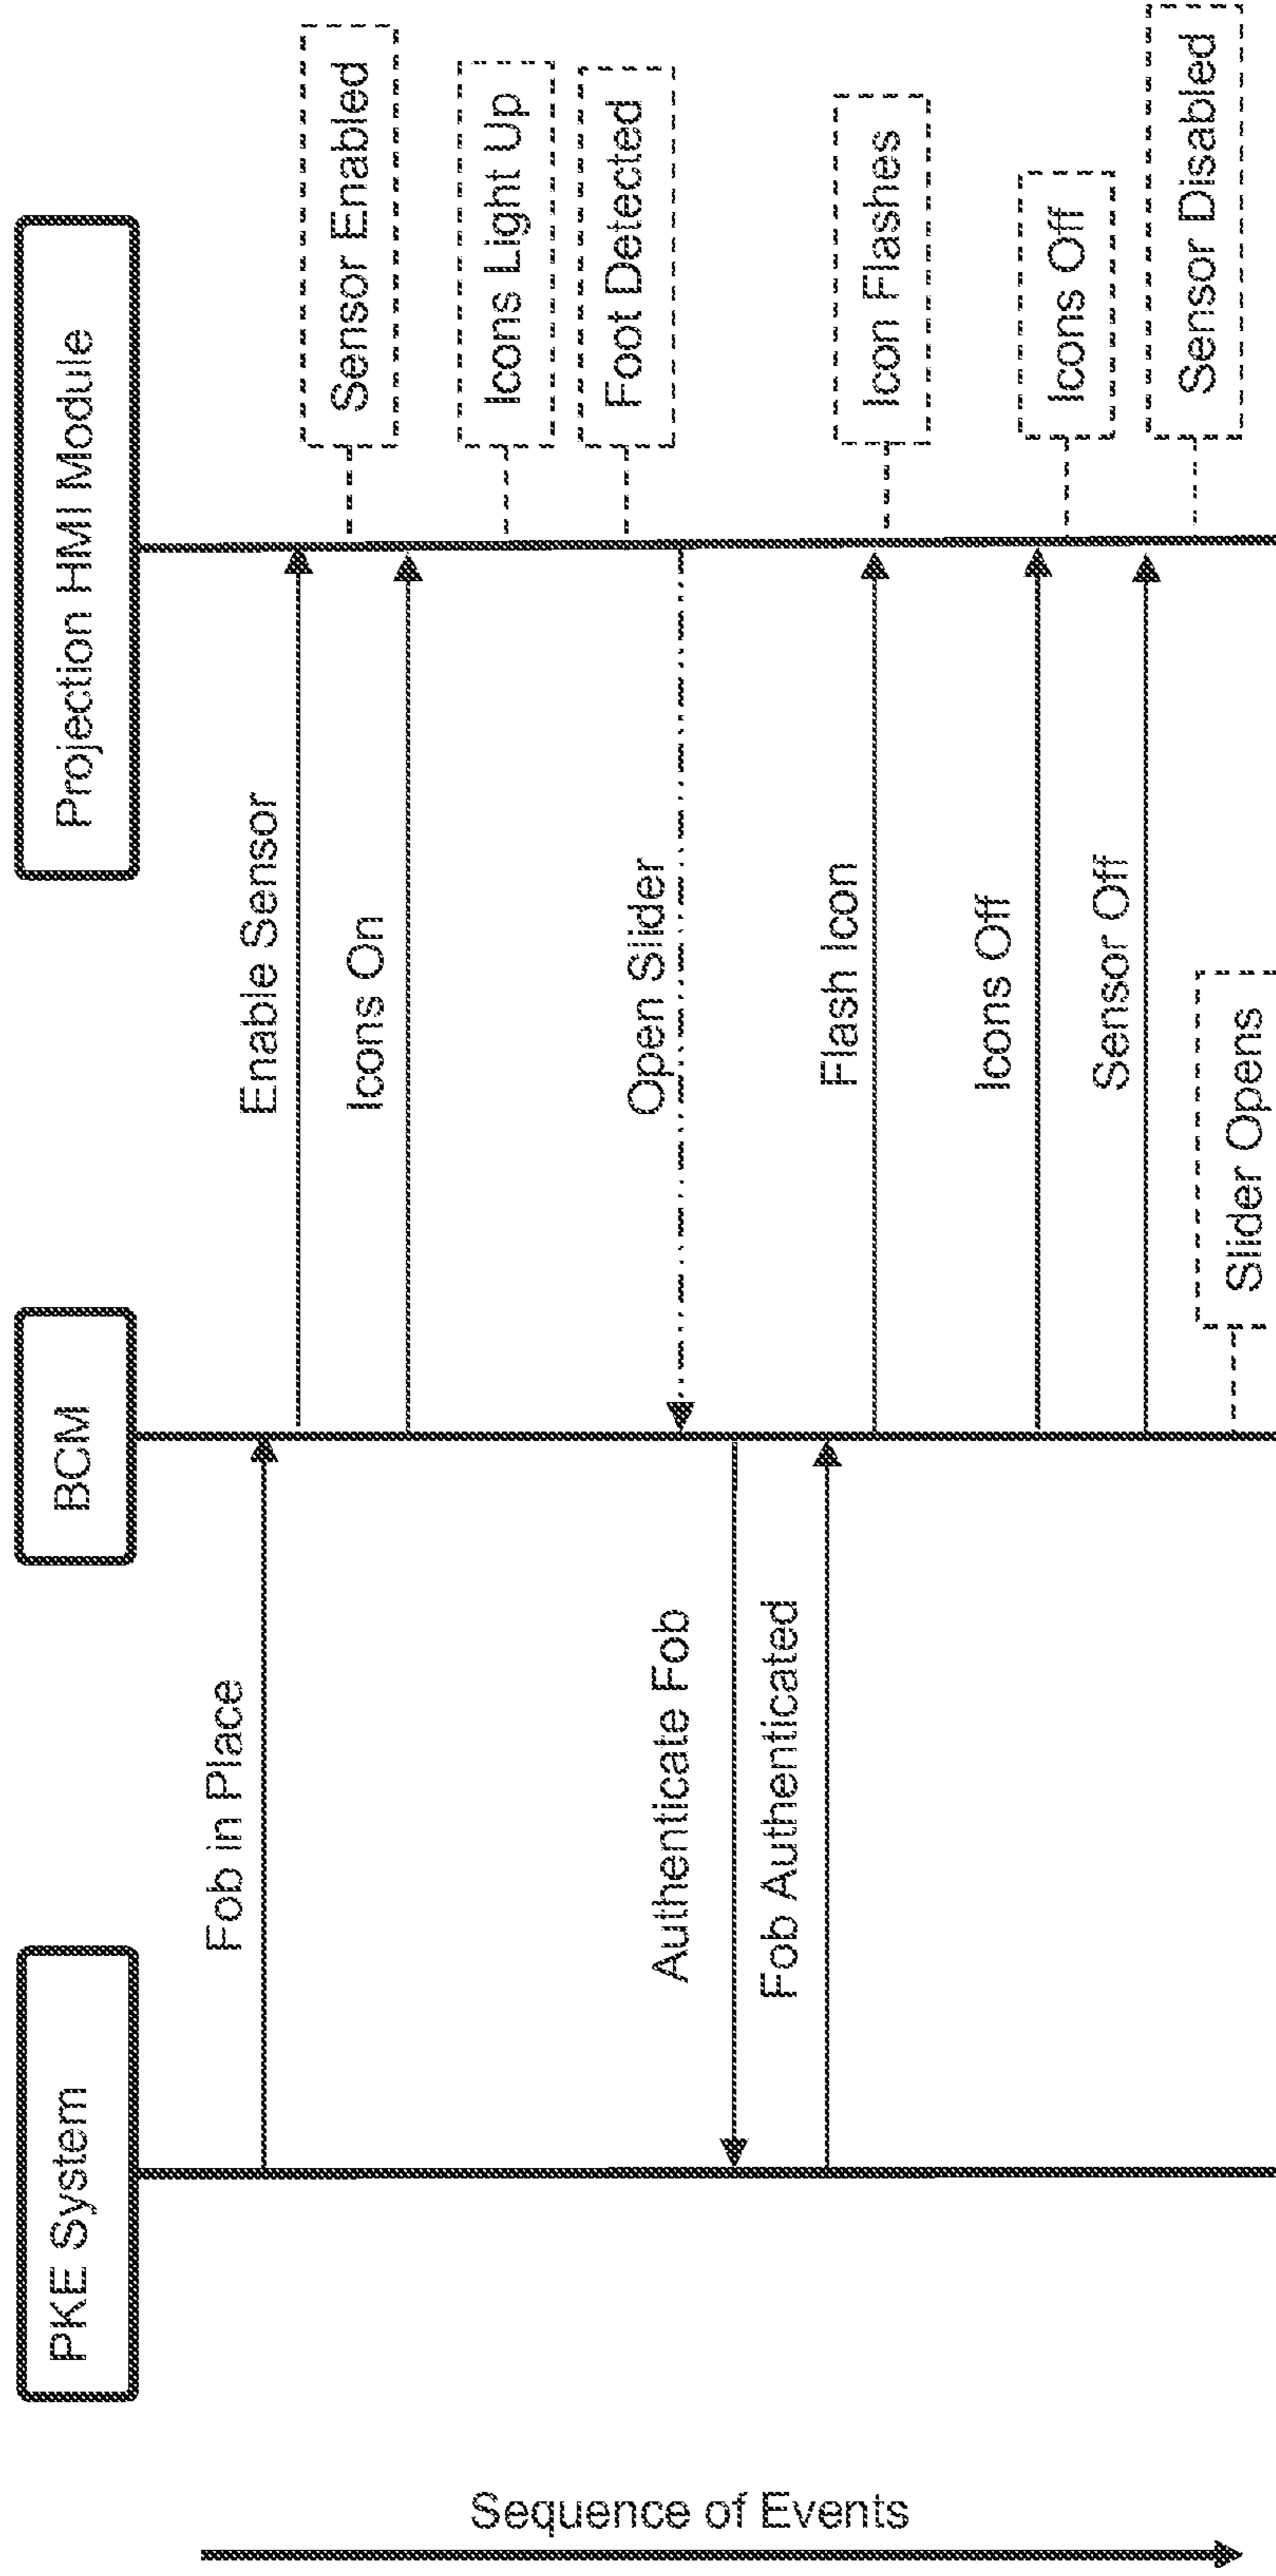 PKE System
BCM
Projection HMI Module
Sequence of Events
Fob in Place
Enable Sensor
Sensor Enabled
Icons On
Icons Light Up
Foot Detected
Open Slider
Authenticate Fob
Fob Authenticated
Flash Icon
Icon Flashes
Icons Off
Icons Off
Sensor Off
Sensor Disabled
Slider Opens